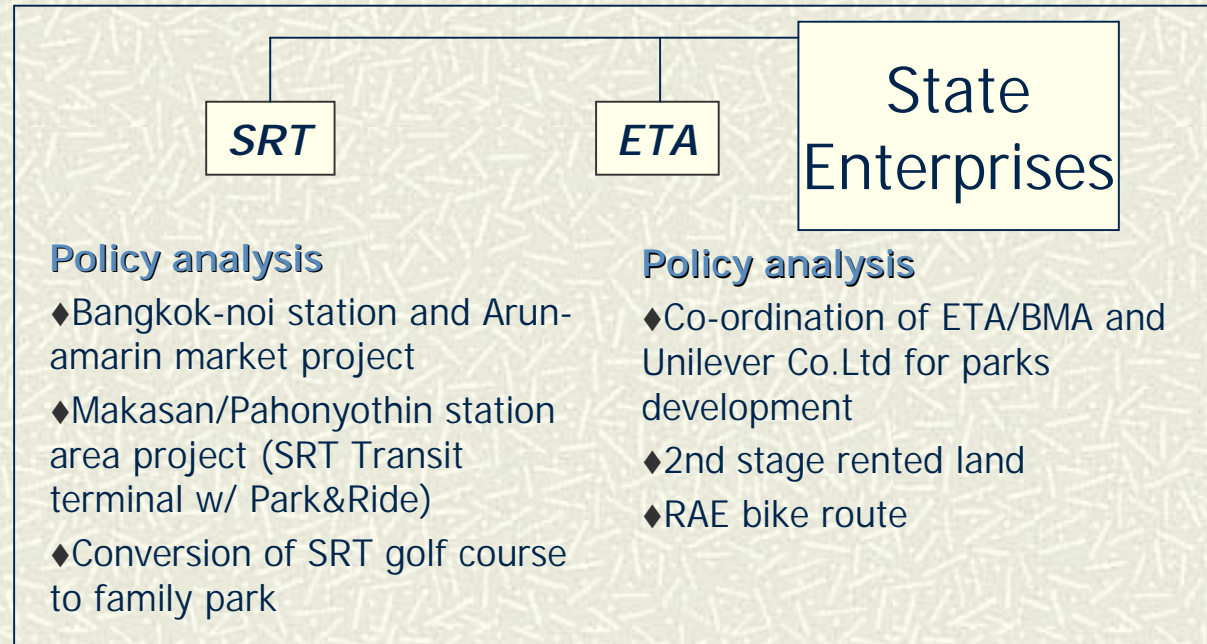 State
Enterprises
SRT
ETA
Policy analysis
♦Bangkok-noi station and Arun-
amarin market project
♦Makasan/Pahonyothin station
area project (SRT Transit
terminal w/ Park&Ride)
♦Conversion of SRT golf course
to family park
Policy analysis
♦Co-ordination of ETA/BMA and
Unilever Co.Ltd for parks
development
♦2nd stage rented land
♦RAE bike route